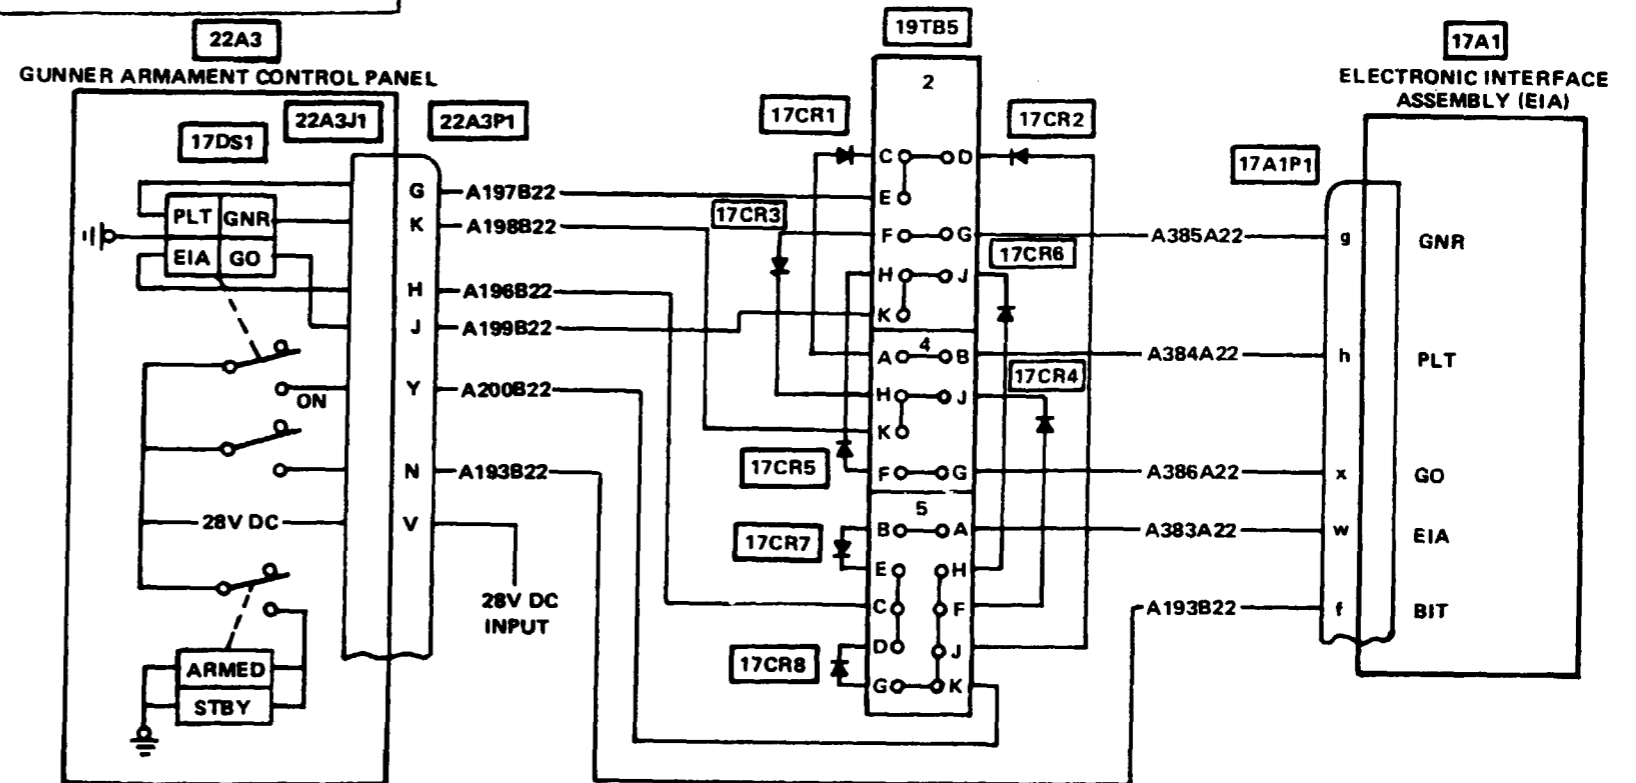 22A3
GUNNER ARMAMENT CONTROL PANEL
22A3J1
22A3P1
17DS1
PLT GNR
EIA GO
ON
28V DC
ARMED
STBY
G
K
H
J
Y
N
V
A197B22
A198B22
A196B22
A199B22
A200B22
A193B22
28V DC
INPUT
19TB5
17CR1
17CR2
17CR3
17CR6
17CR4
17CR5
17CR7
17CR8
2
C D
E
F G
H J
K
4
A B
H J
K
F G
5
B A
E H
C F
D J
G K
A385A22
A384A22
A386A22
A383A22
A193B22
17A1
ELECTRONIC INTERFACE
ASSEMBLY (EIA)
17A1P1
g GNR
h PLT
x GO
w EIA
f BIT